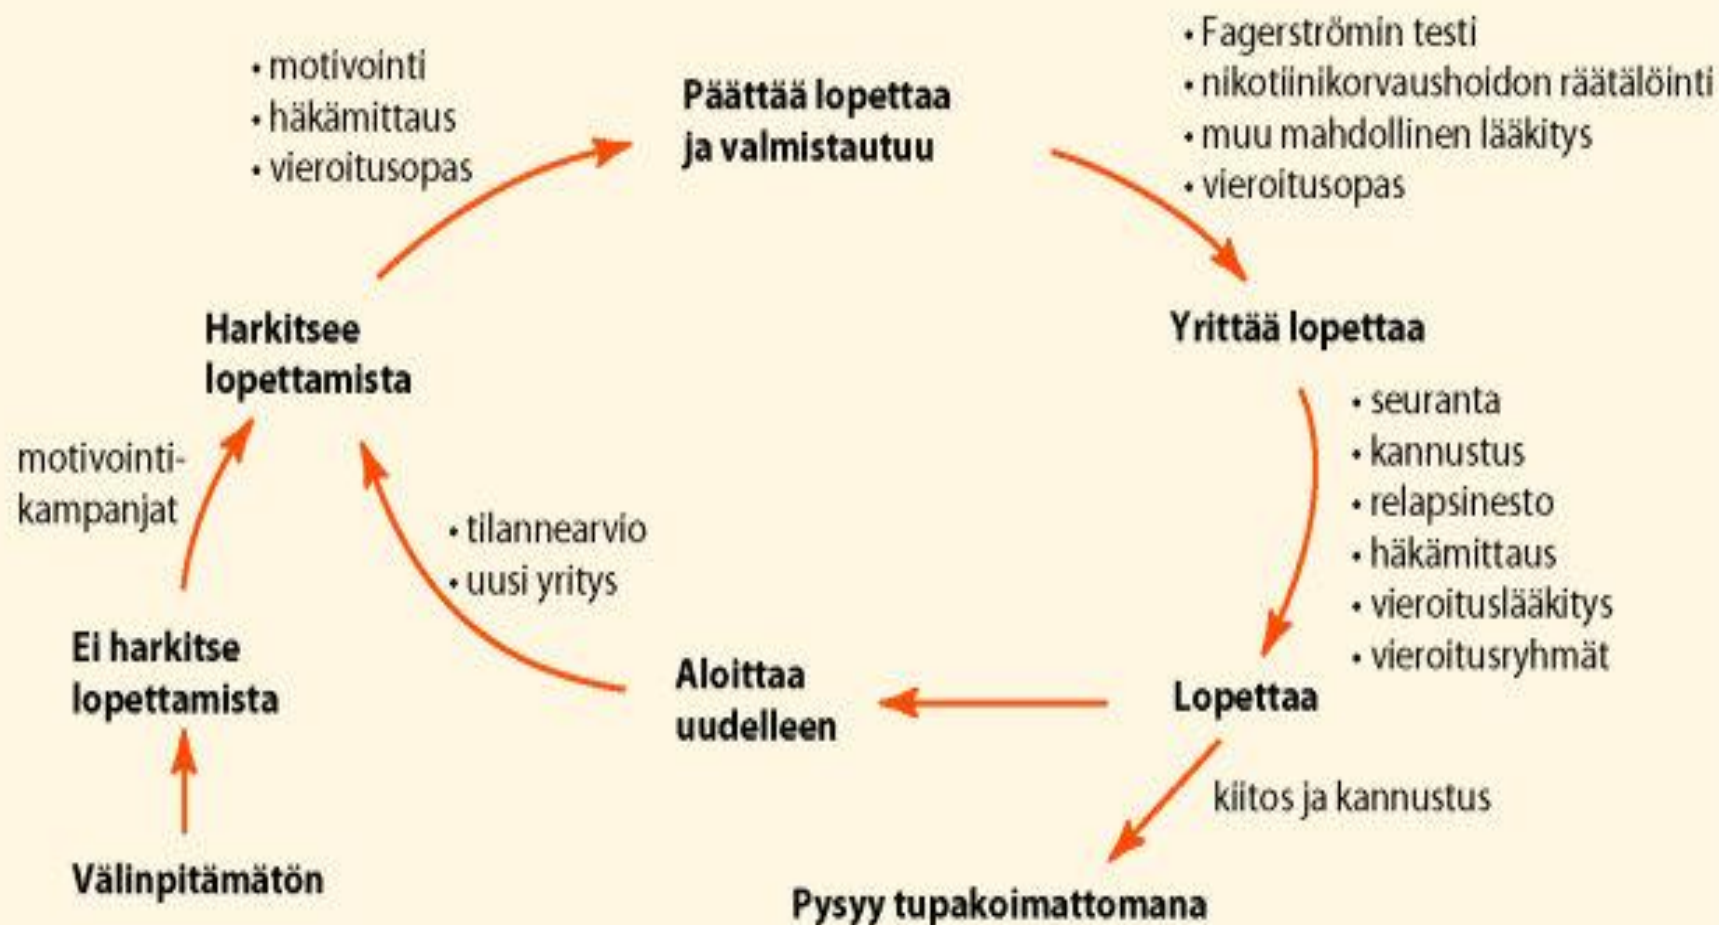 • motivointi
• häkämittaus
• vieroitusopas
Päättää lopettaa
ja valmistautuu
• Fagerströmin testi
• nikotiinikorvaushoidon räätälöinti
• muu mahdollinen lääkitys
• vieroitusopas
Harkitsee
lopettamista
Yrittää lopettaa
motivointi-
kampanjat
• tilannearvio
• uusi yritys
• seuranta
• kannustus
• relapsinesto
• häkämittaus
• vieroituslääkitys
• vieroitusryhmät
Ei harkitse
lopettamista
Aloittaa
uudelleen
Lopettaa
kiitos ja kannustus
Välinpitämätön
Pysyy tupakoimattomana